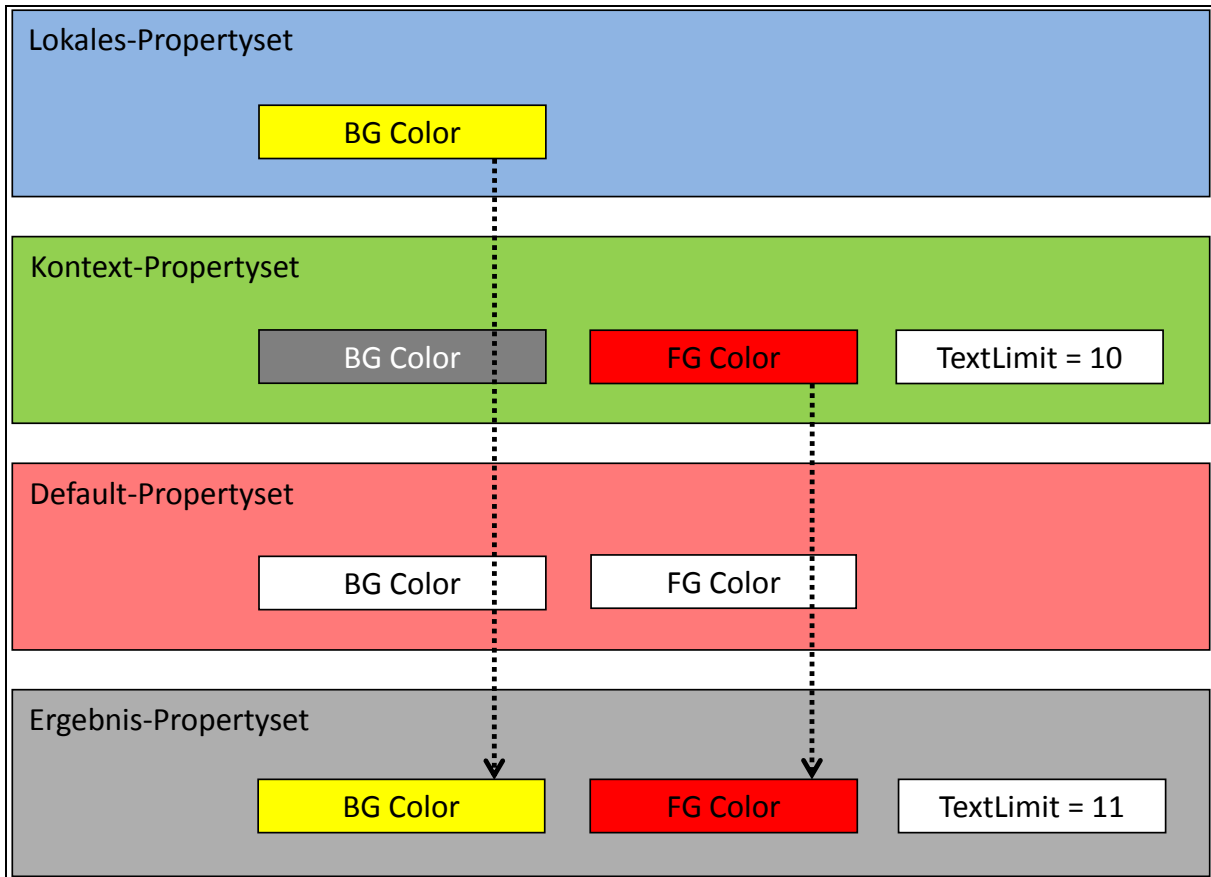 Lokales-Propertyset
BG Color
Kontext-Propertyset
BG Color
FG Color
TextLimit = 10
Default-Propertyset
BG Color
FG Color
Ergebnis-Propertyset
BG Color
FG Color
TextLimit = 11